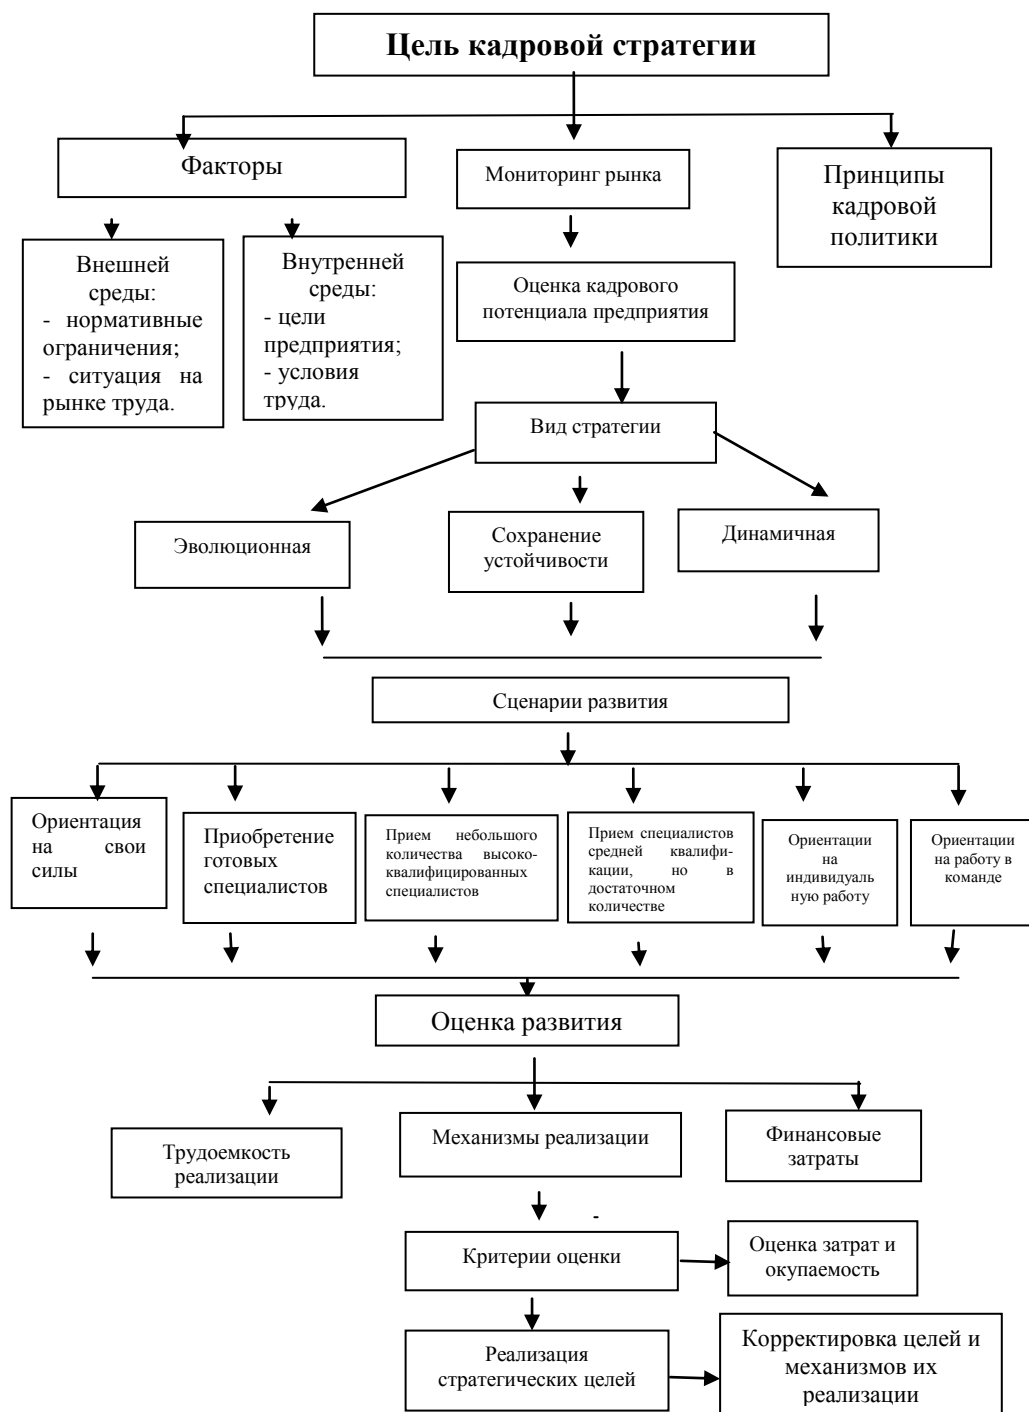 Цель кадровой стратегии
Факторы
Мониторинг рынка
Принципы
кадровой
политики
Внешней
среды:
- нормативные
ограничения;
- ситуация на
рынке труда.
Внутренней
среды:
- цели
предприятия;
- условия
труда.
Оценка кадрового
потенциала предприятия
Вид стратегии
Эволюционная
Сохранение
устойчивости
Динамичная
Сценарии развития
Ориентация
на свои
силы
Приобретение
готовых
специалистов
Прием небольшого
количества высоко-
квалифицированных
специалистов
Прием специалистов
средней квалифи-
кации, но в
достаточном
количестве
Ориентации
на
индивидуаль
ную работу
Ориентации
на работу в
команде
Оценка развития
Трудоемкость
реализации
Механизмы реализации
Финансовые
затраты
-
Критерии оценки
Оценка затрат и
окупаемость
Реализация
стратегических целей
Корректировка целей и
механизмов их
реализации